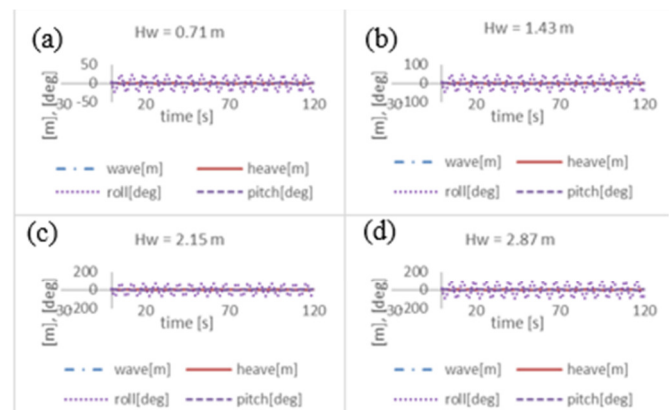 (a)
Hw = 0.71 m
50
0
-50
[m], [deg]
-30 20 70 120
time [s]
wave[m] heave[m]
roll[deg] pitch[deg]
(b)
Hw = 1.43 m
100
0
-100
[m], [deg]
-30 20 70 120
time [s]
wave[m] heave[m]
roll[deg] pitch[deg]
(c)
Hw = 2.15 m
200
0
-200
[m], [deg]
-30 20 70 120
time [s]
wave[m] heave[m]
roll[deg] pitch[deg]
(d)
Hw = 2.87 m
200
0
-200
[m], [deg]
-30 20 70 120
time [s]
wave[m] heave[m]
roll[deg] pitch[deg]